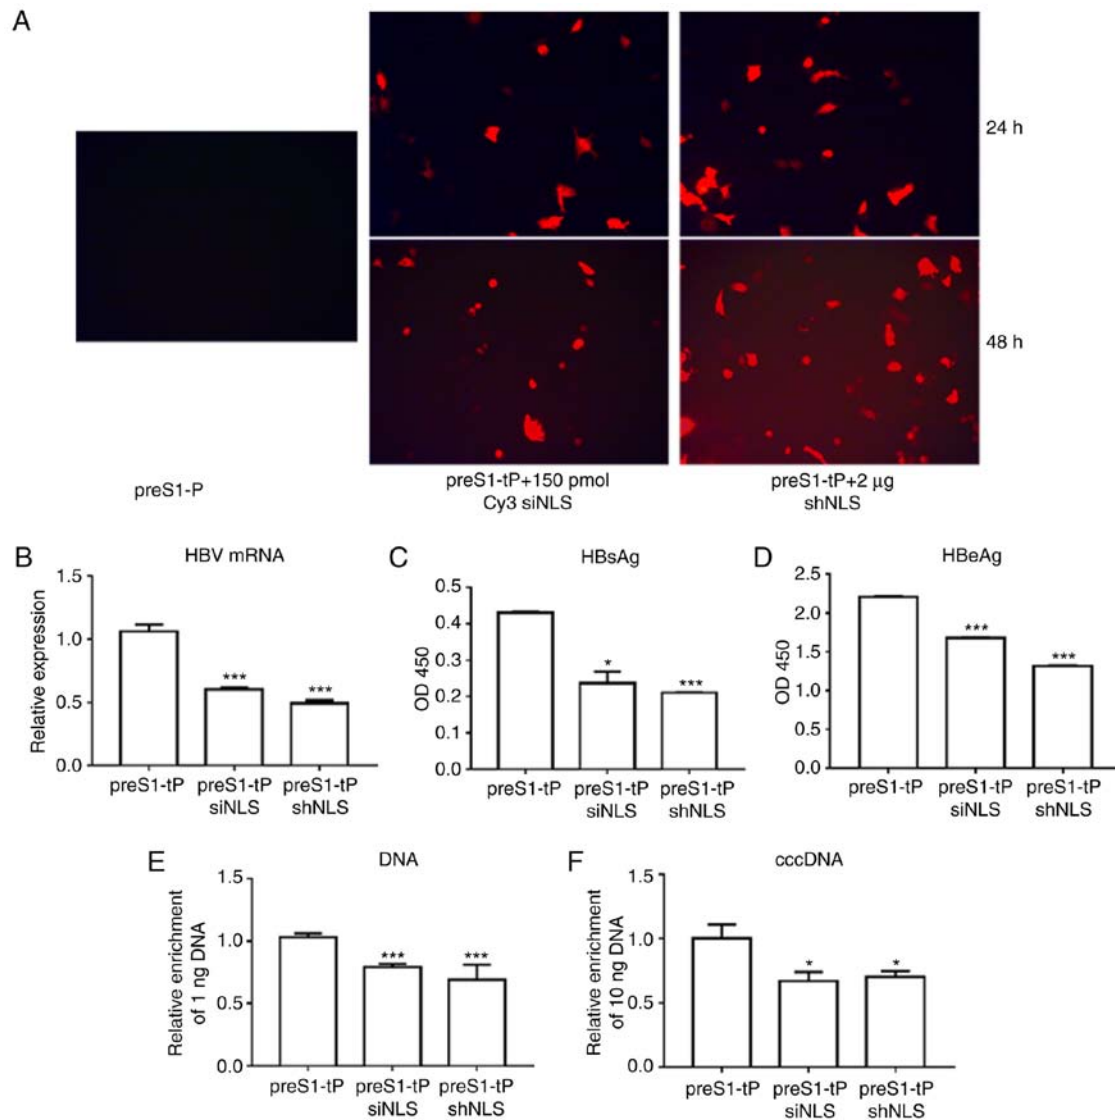 A
24 h
48 h
preS1-P
preS1-tP+150 pmol
Cy3 siNLS
preS1-tP+2 μg
shNLS
B
HBV mRNA
Relative expression
1.5
1.0
0.5
0.0
***
***
preS1-tP
preS1-tP
siNLS
preS1-tP
shNLS
C
HBsAg
OD 450
0.5
0.4
0.3
0.2
0.1
0.0
*
***
preS1-tP
preS1-tP
siNLS
preS1-tP
shNLS
D
HBeAg
OD 450
2.5
2.0
1.5
1.0
0.5
0.0
***
***
preS1-tP
preS1-tP
siNLS
preS1-tP
shNLS
E
DNA
Relative enrichment
of 1 ng DNA
1.5
1.0
0.5
0.0
***
***
preS1-tP
preS1-tP
siNLS
preS1-tP
shNLS
F
cccDNA
Relative enrichment
of 10 ng DNA
1.5
1.0
0.5
0.0
*
*
preS1-tP
preS1-tP
siNLS
preS1-tP
shNLS